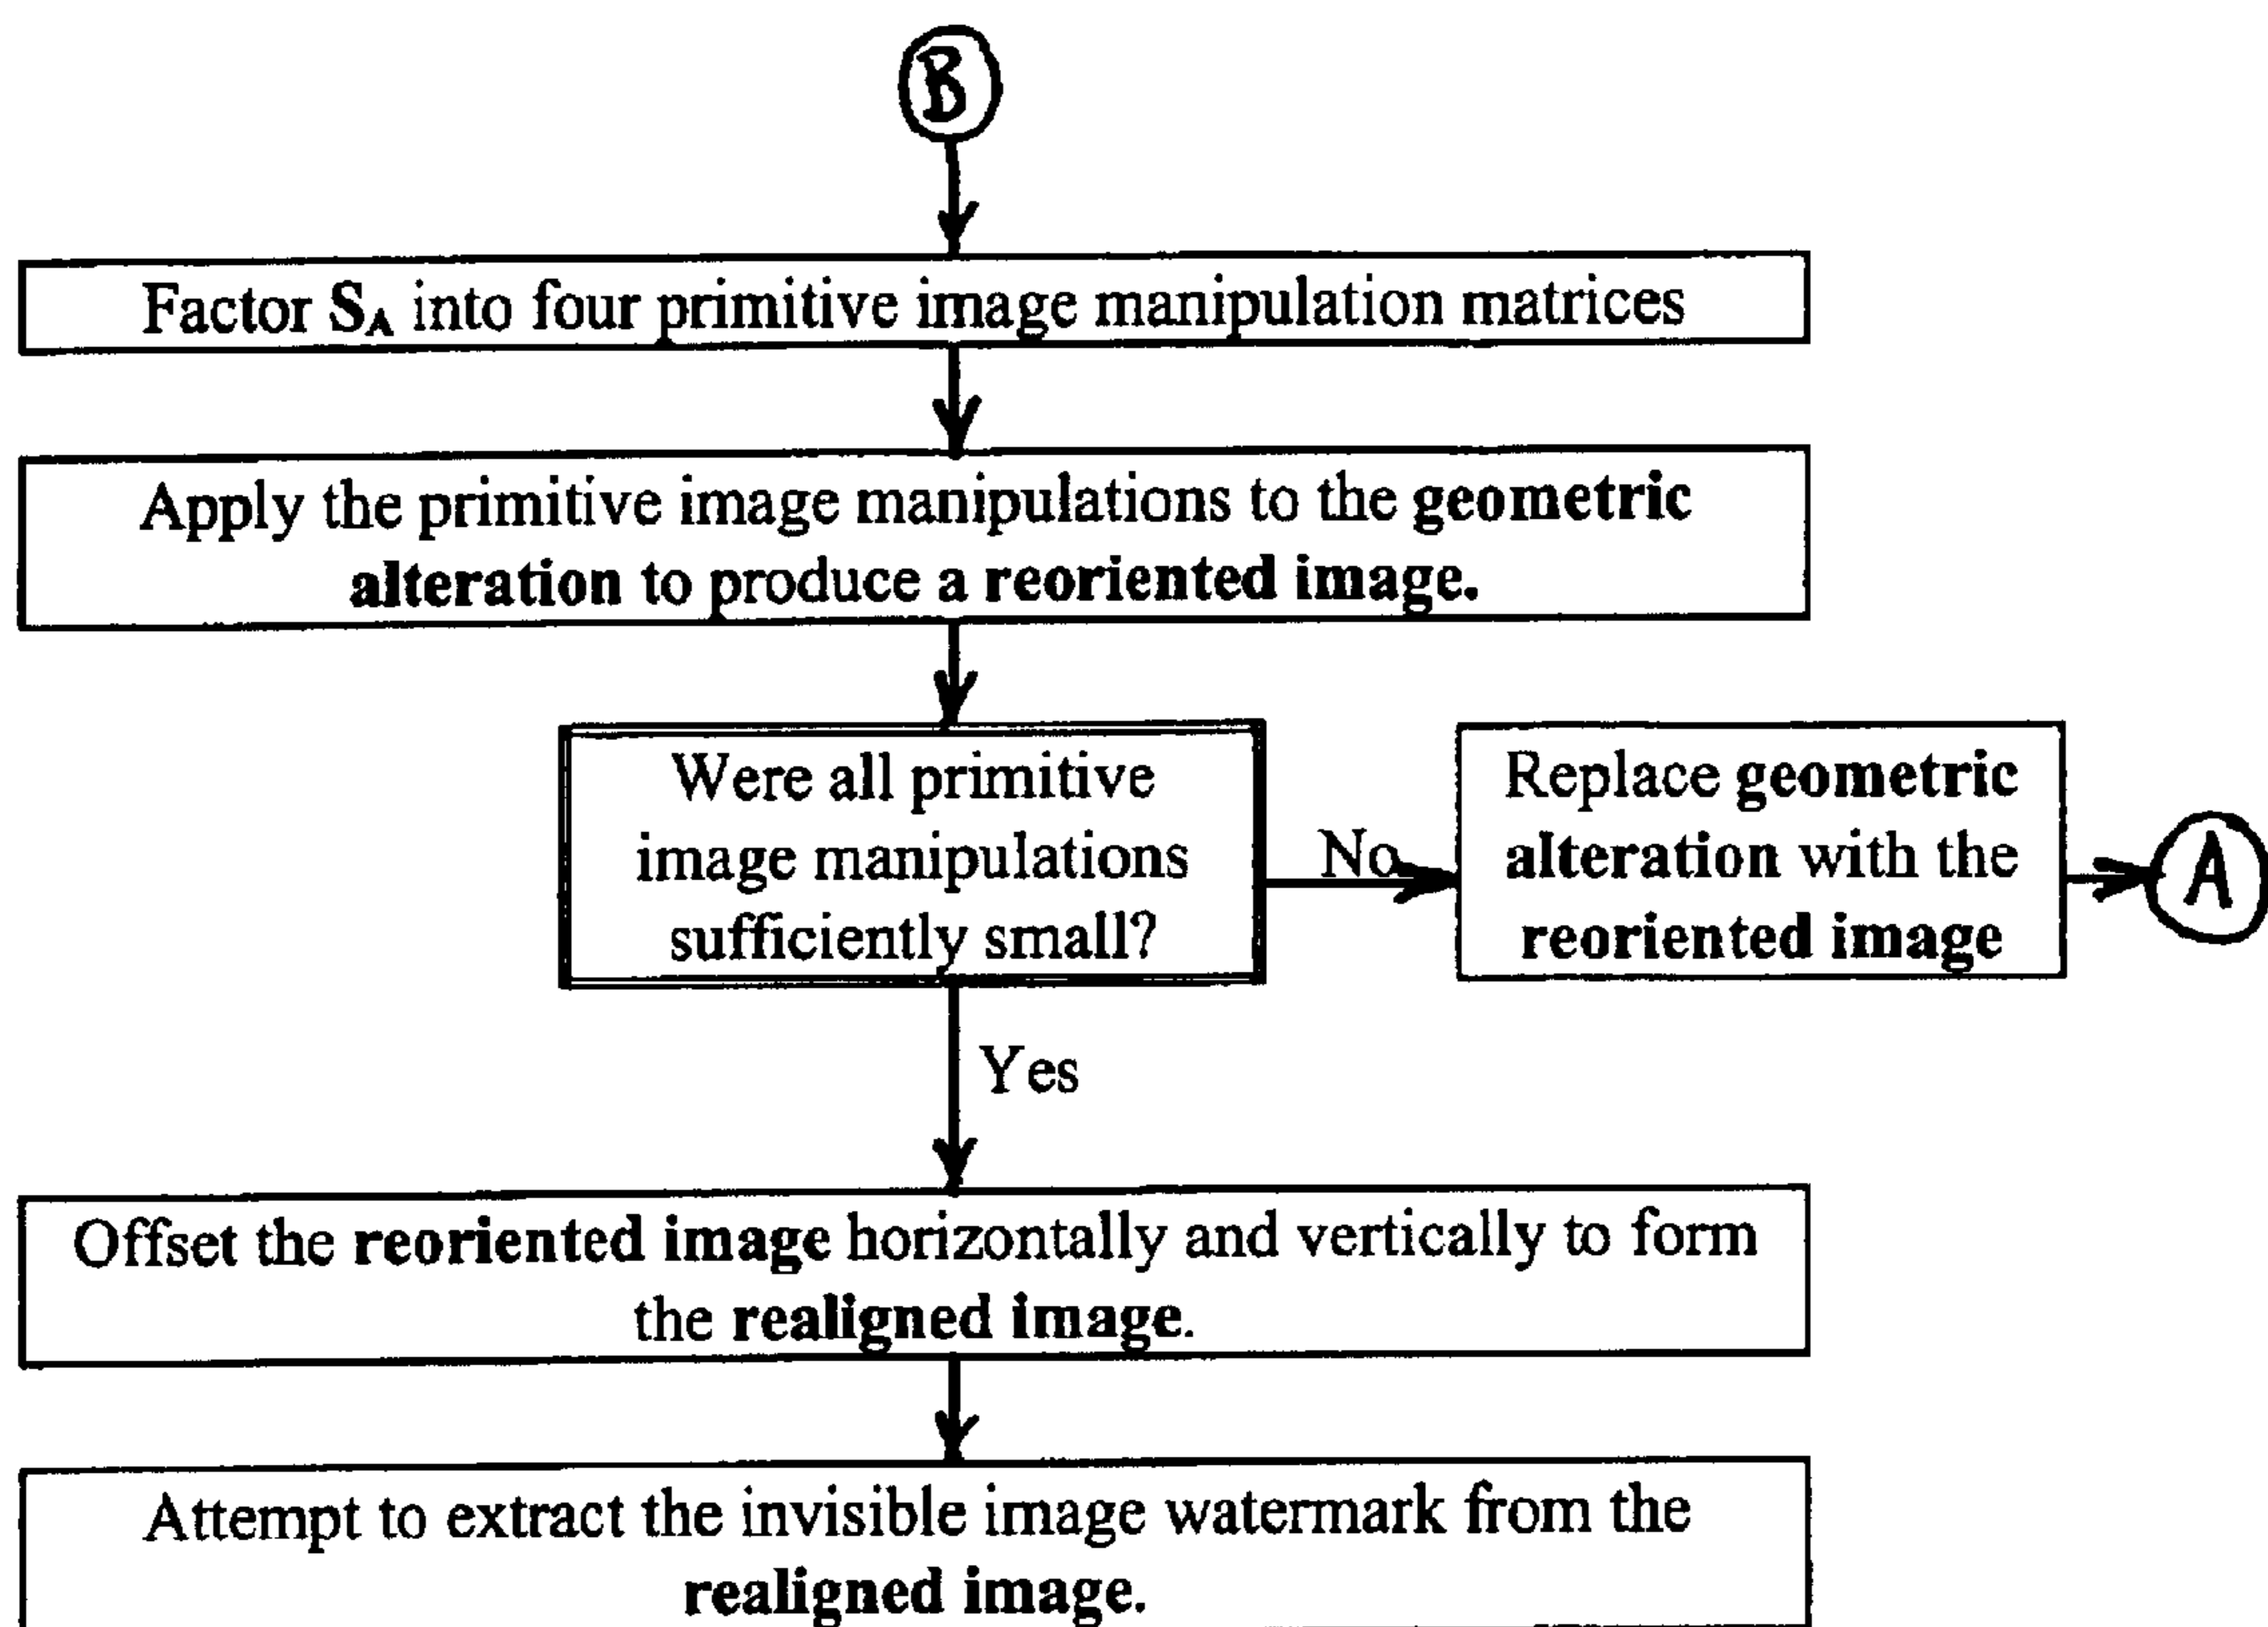 B
Factor S_A into four primitive image manipulation matrices
Apply the primitive image manipulations to the geometric
alteration to produce a reoriented image.
Were all primitive
image manipulations
sufficiently small?
No
Replace geometric
alteration with the
reoriented image
A
Yes
Offset the reoriented image horizontally and vertically to form
the realigned image.
Attempt to extract the invisible image watermark from the
realigned image.